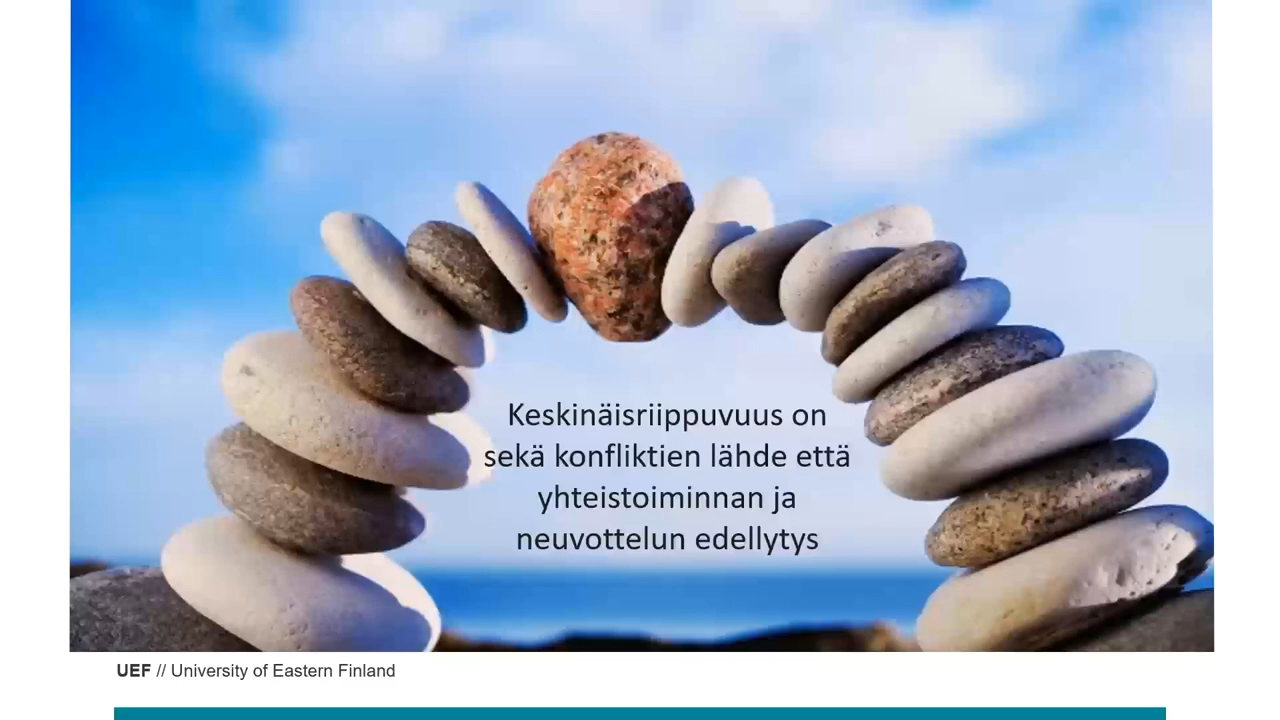 Keskinäisriippuvuus on
sekä konfliktien lähde että
yhteistoiminnan ja
neuvottelun edellytys
UEF // University of Eastern Finland